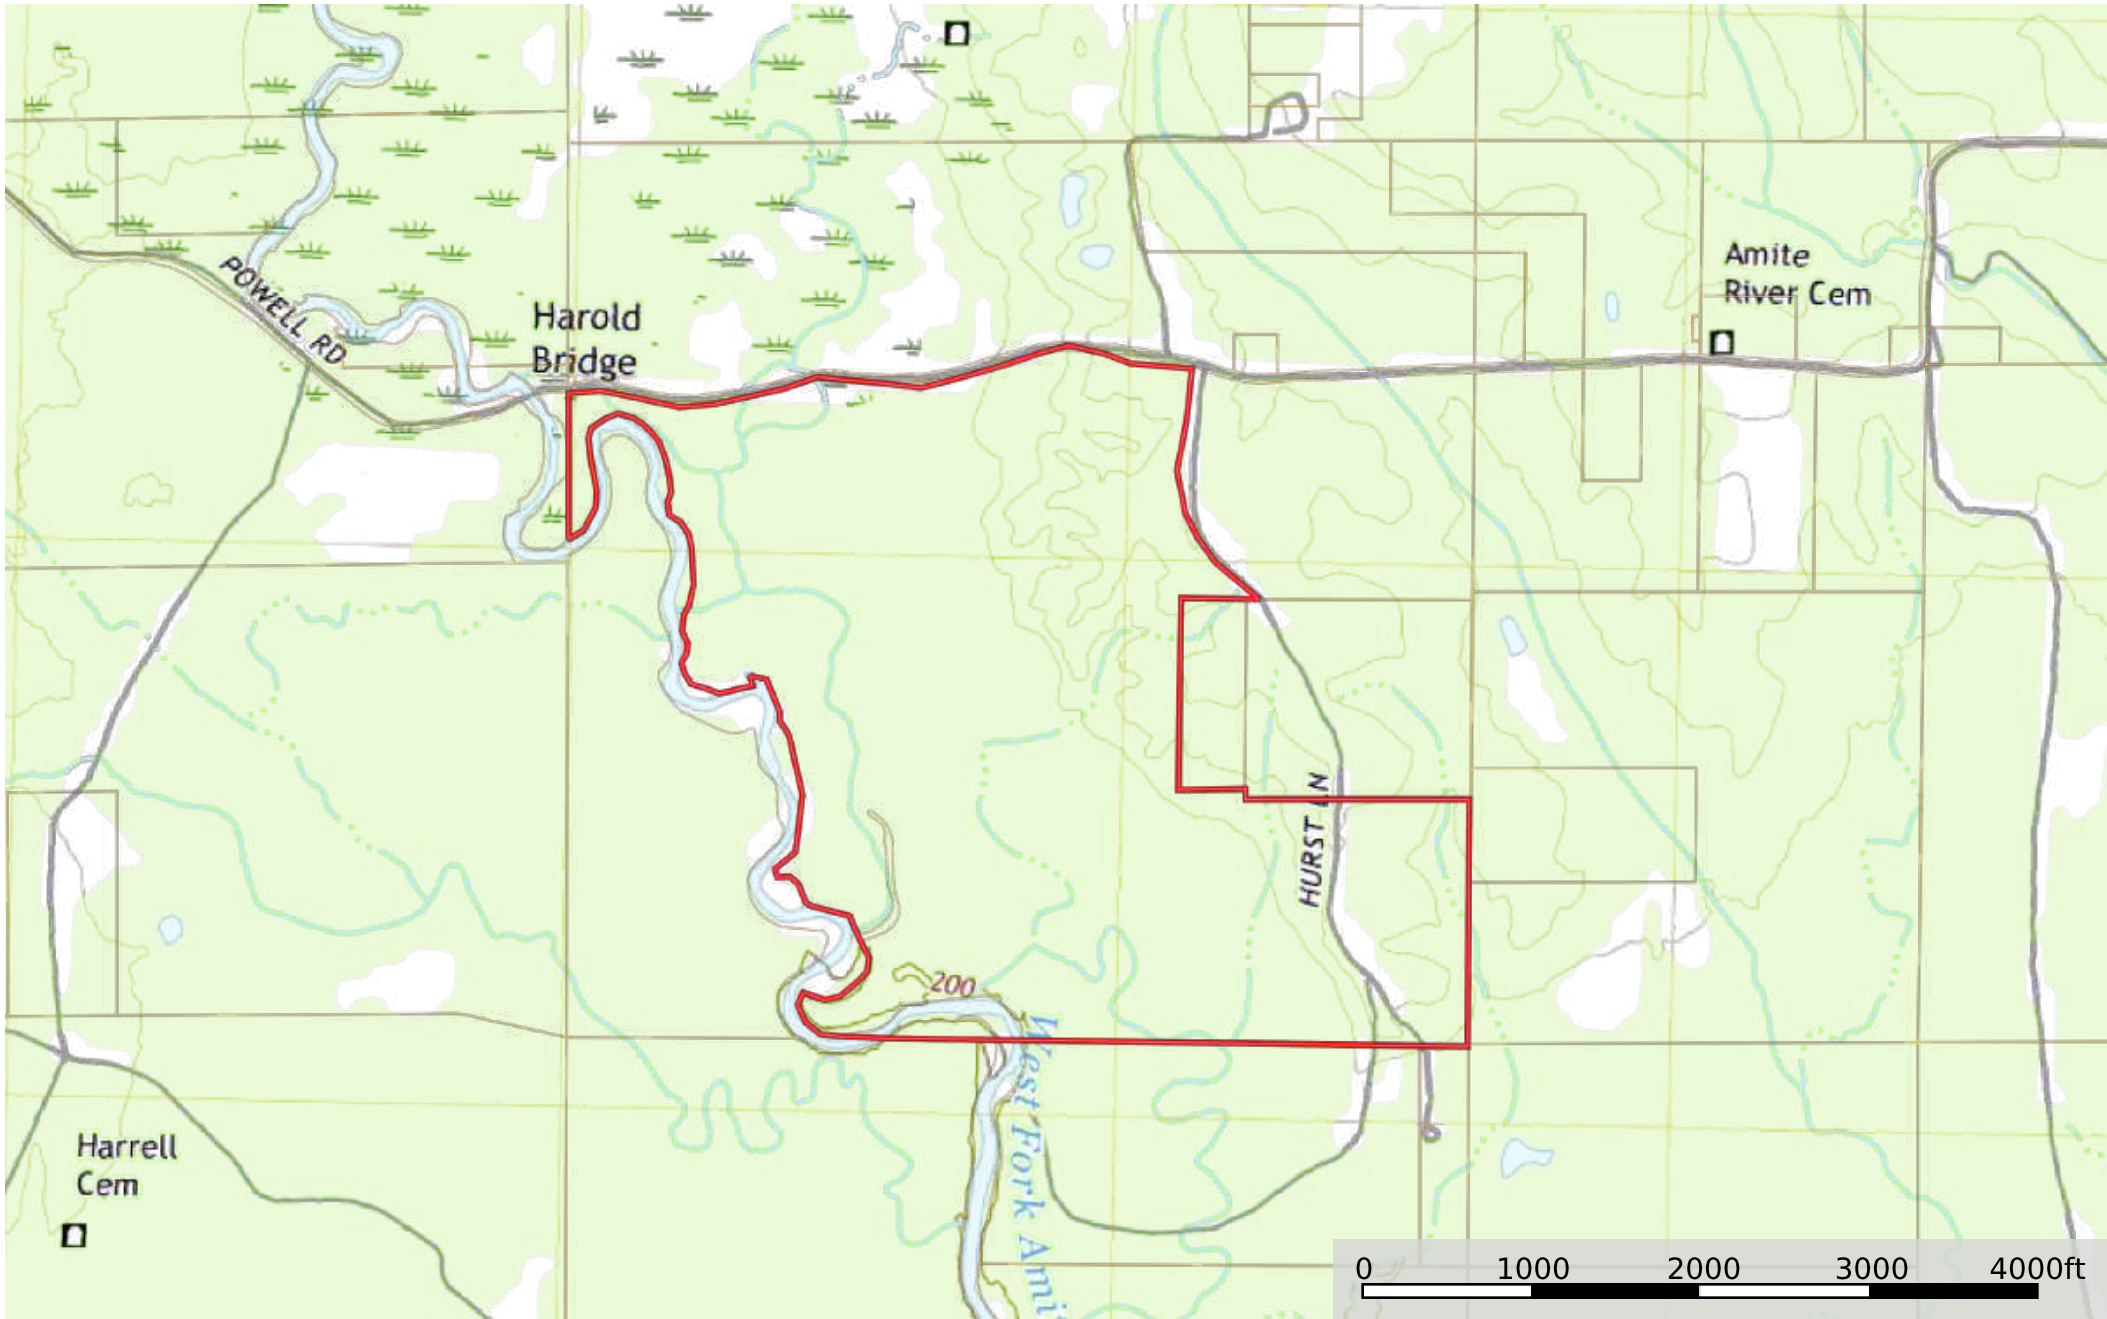 Amite
River Cem
POWELL RD
Harold
Bridge
HURST LN
200
West Fork Ami
Harrell
Cem
0 1000 2000 3000 4000ft